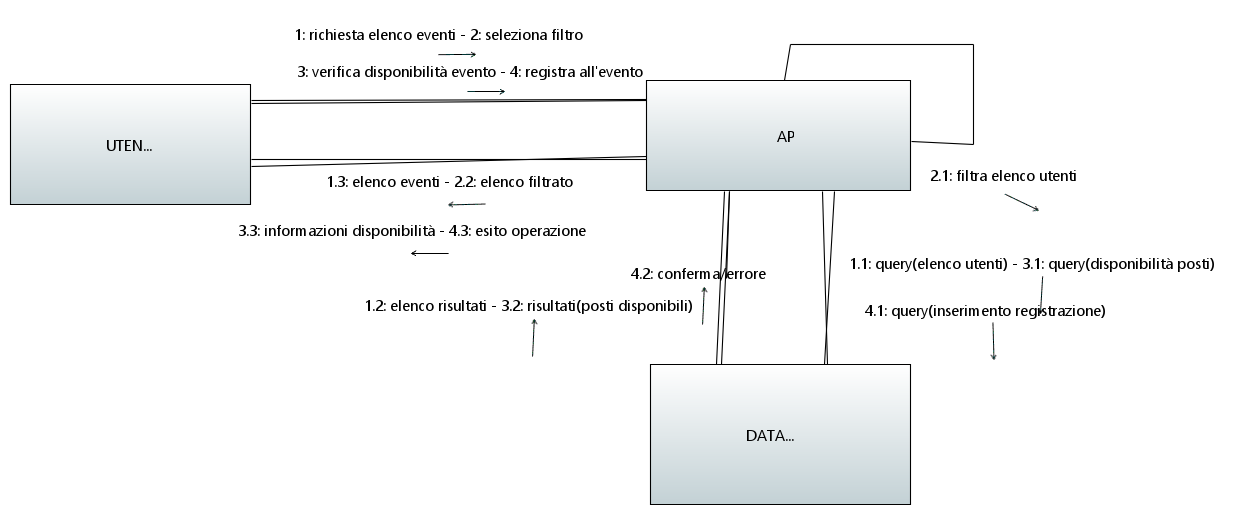 1: richiesta elenco eventi - 2: seleziona filtro
3: verifica disponibilità evento - 4: registra all'evento
UTEN...
AP
1.3: elenco eventi - 2.2: elenco filtrato
2.1: filtra elenco utenti
3.3: informazioni disponibilità - 4.3: esito operazione
4.2: conferma/errore
1.1: query(elenco utenti) - 3.1: query(disponibilità posti)
1.2: elenco risultati - 3.2: risultati(posti disponibili)
4.1: query(inserimento registrazione)
DATA...